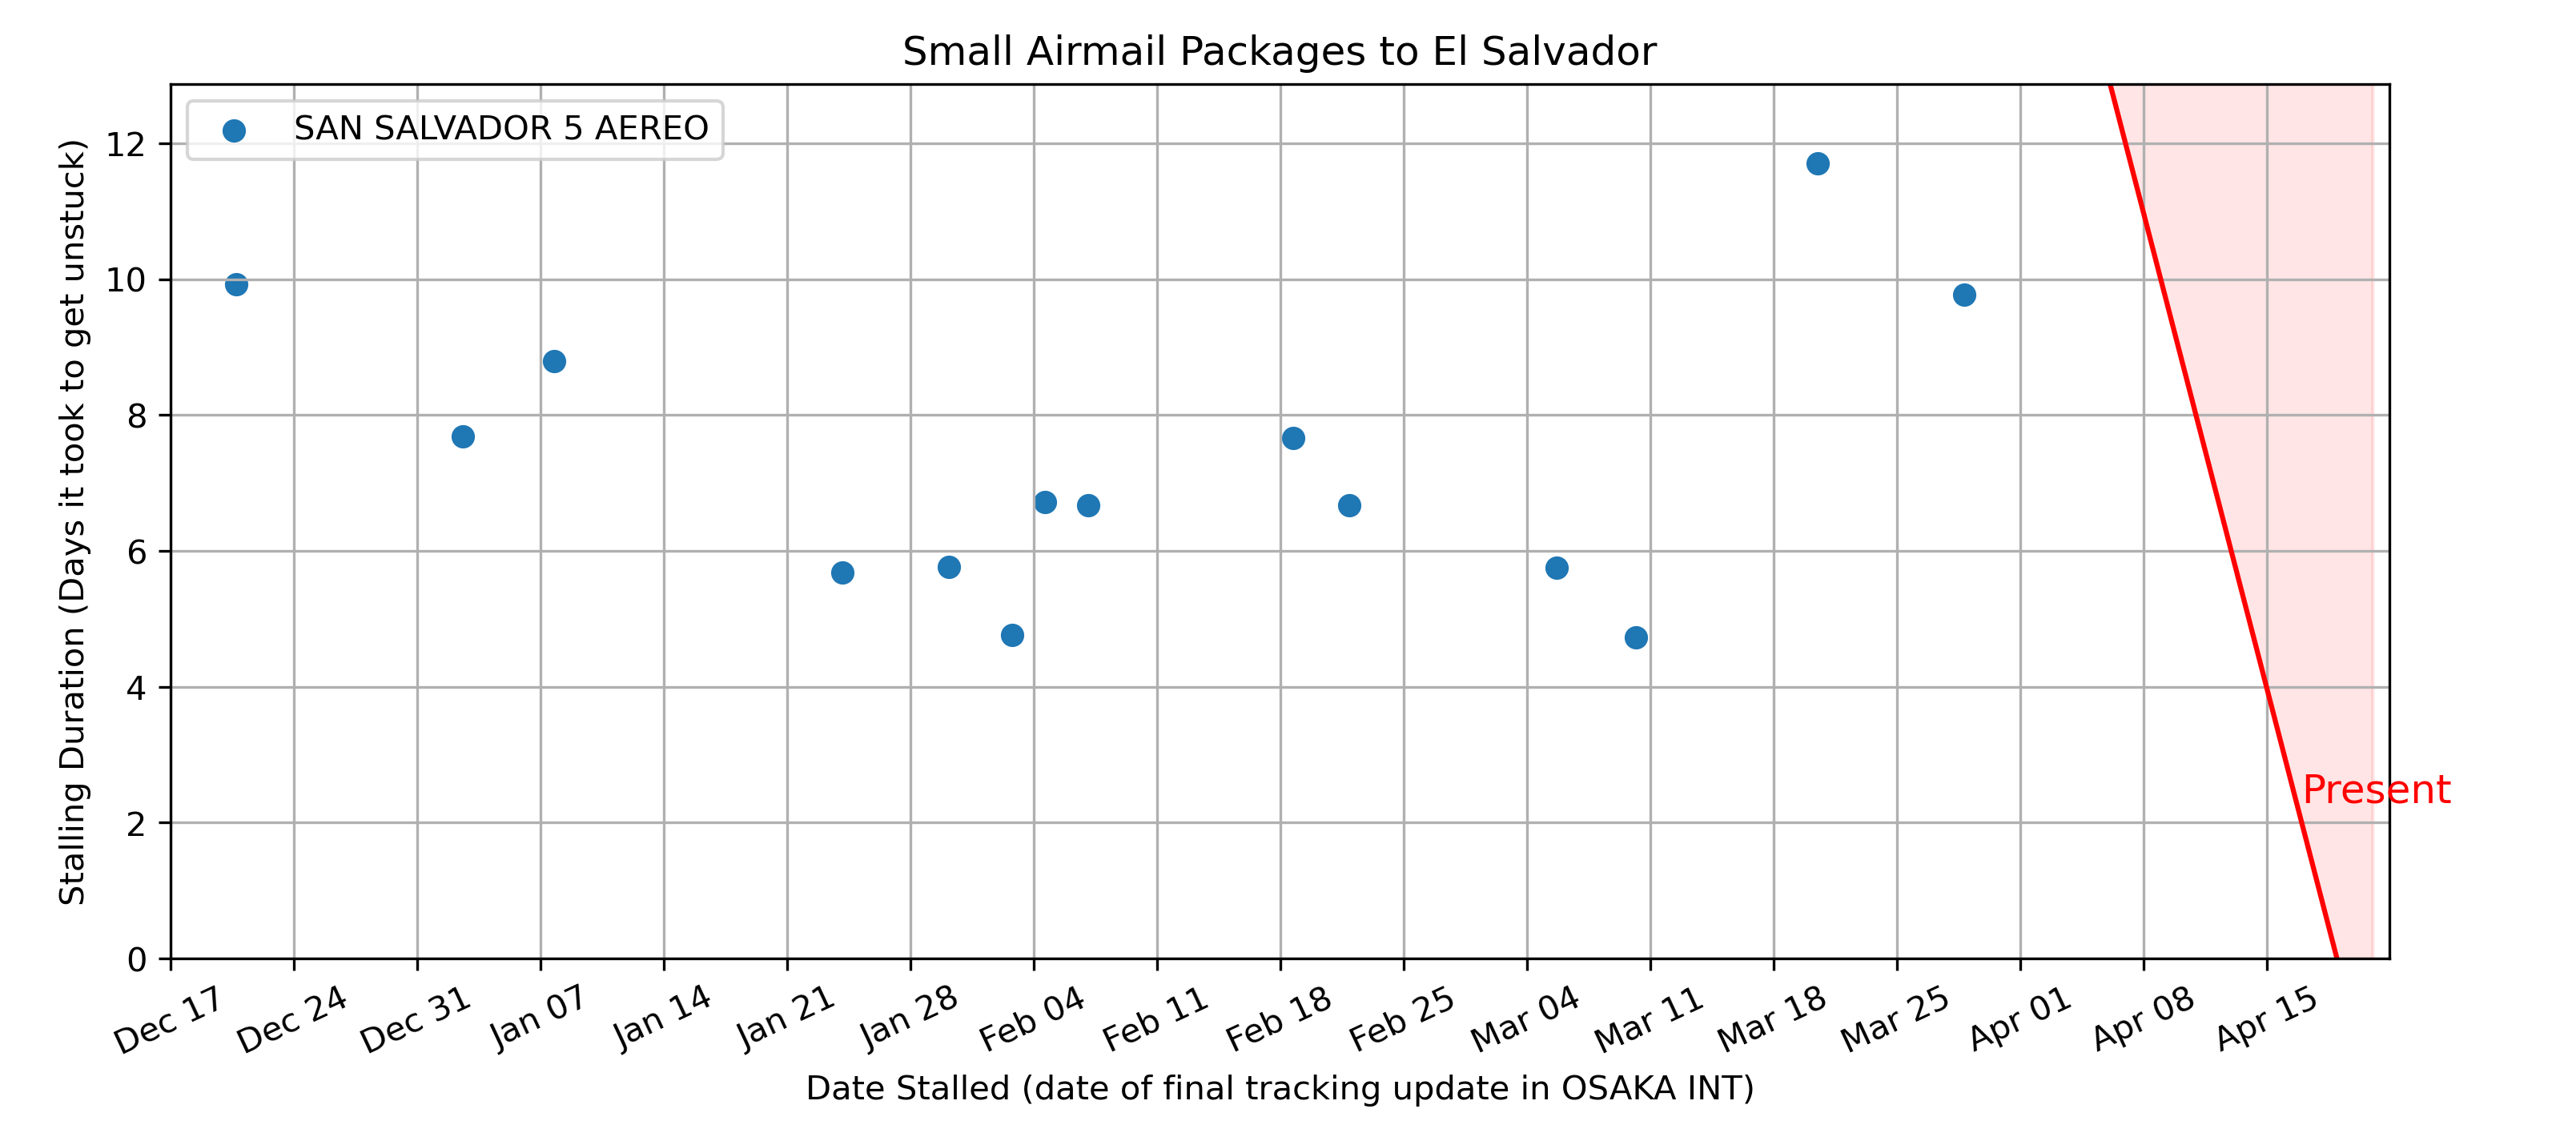 Small Airmail Packages to El Salvador
SAN SALVADOR 5 AEREO
Stalling Duration (Days it took to get unstuck)
12
10
8
6
4
2
0
Present
Dec 17
Dec 24
Dec 31
Jan 07
Jan 14
Jan 21
Jan 28
Feb 04
Feb 11
Feb 18
Feb 25
Mar 04
Mar 11
Mar 18
Mar 25
Apr 01
Apr 08
Apr 15
Date Stalled (date of final tracking update in OSAKA INT)